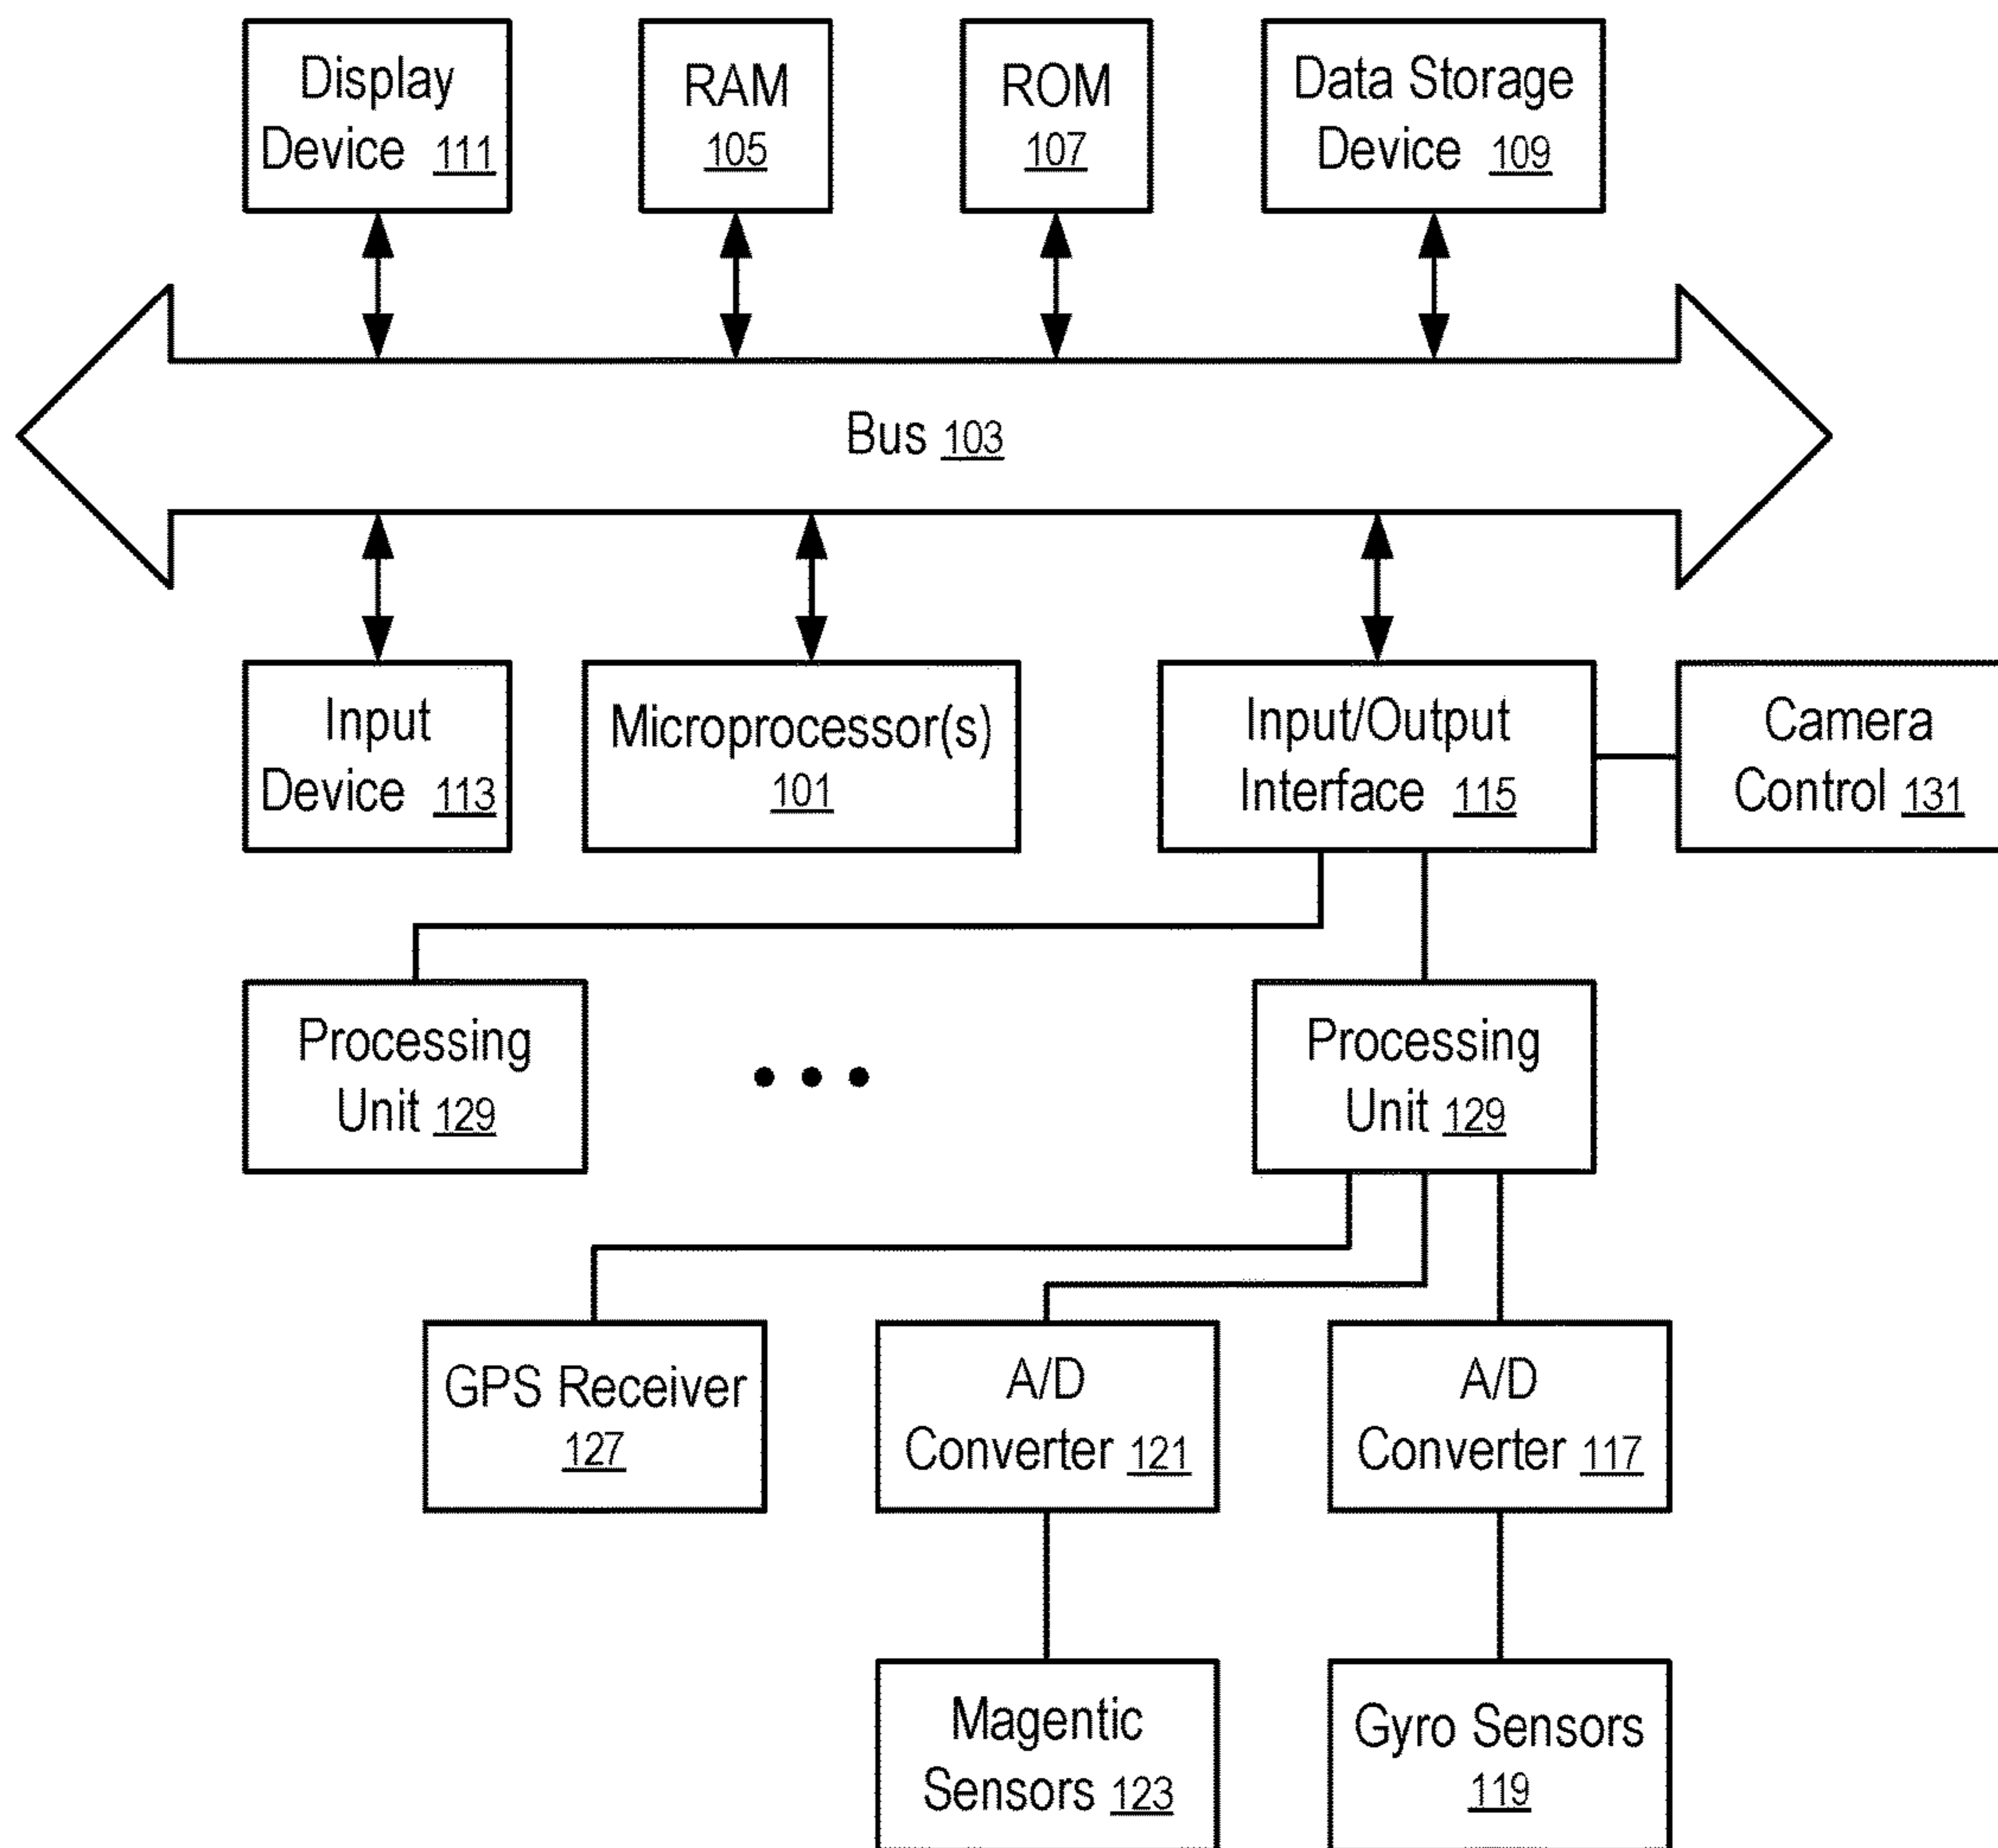 Display
Device 111
RAM
105
ROM
107
Data Storage
Device 109
Bus 103
Input
Device 113
Microprocessor(s)
101
Input/Output
Interface 115
Camera
Control 131
Processing
Unit 129
Processing
Unit 129
GPS Receiver
127
A/D
Converter 121
A/D
Converter 117
Magentic
Sensors 123
Gyro Sensors
119